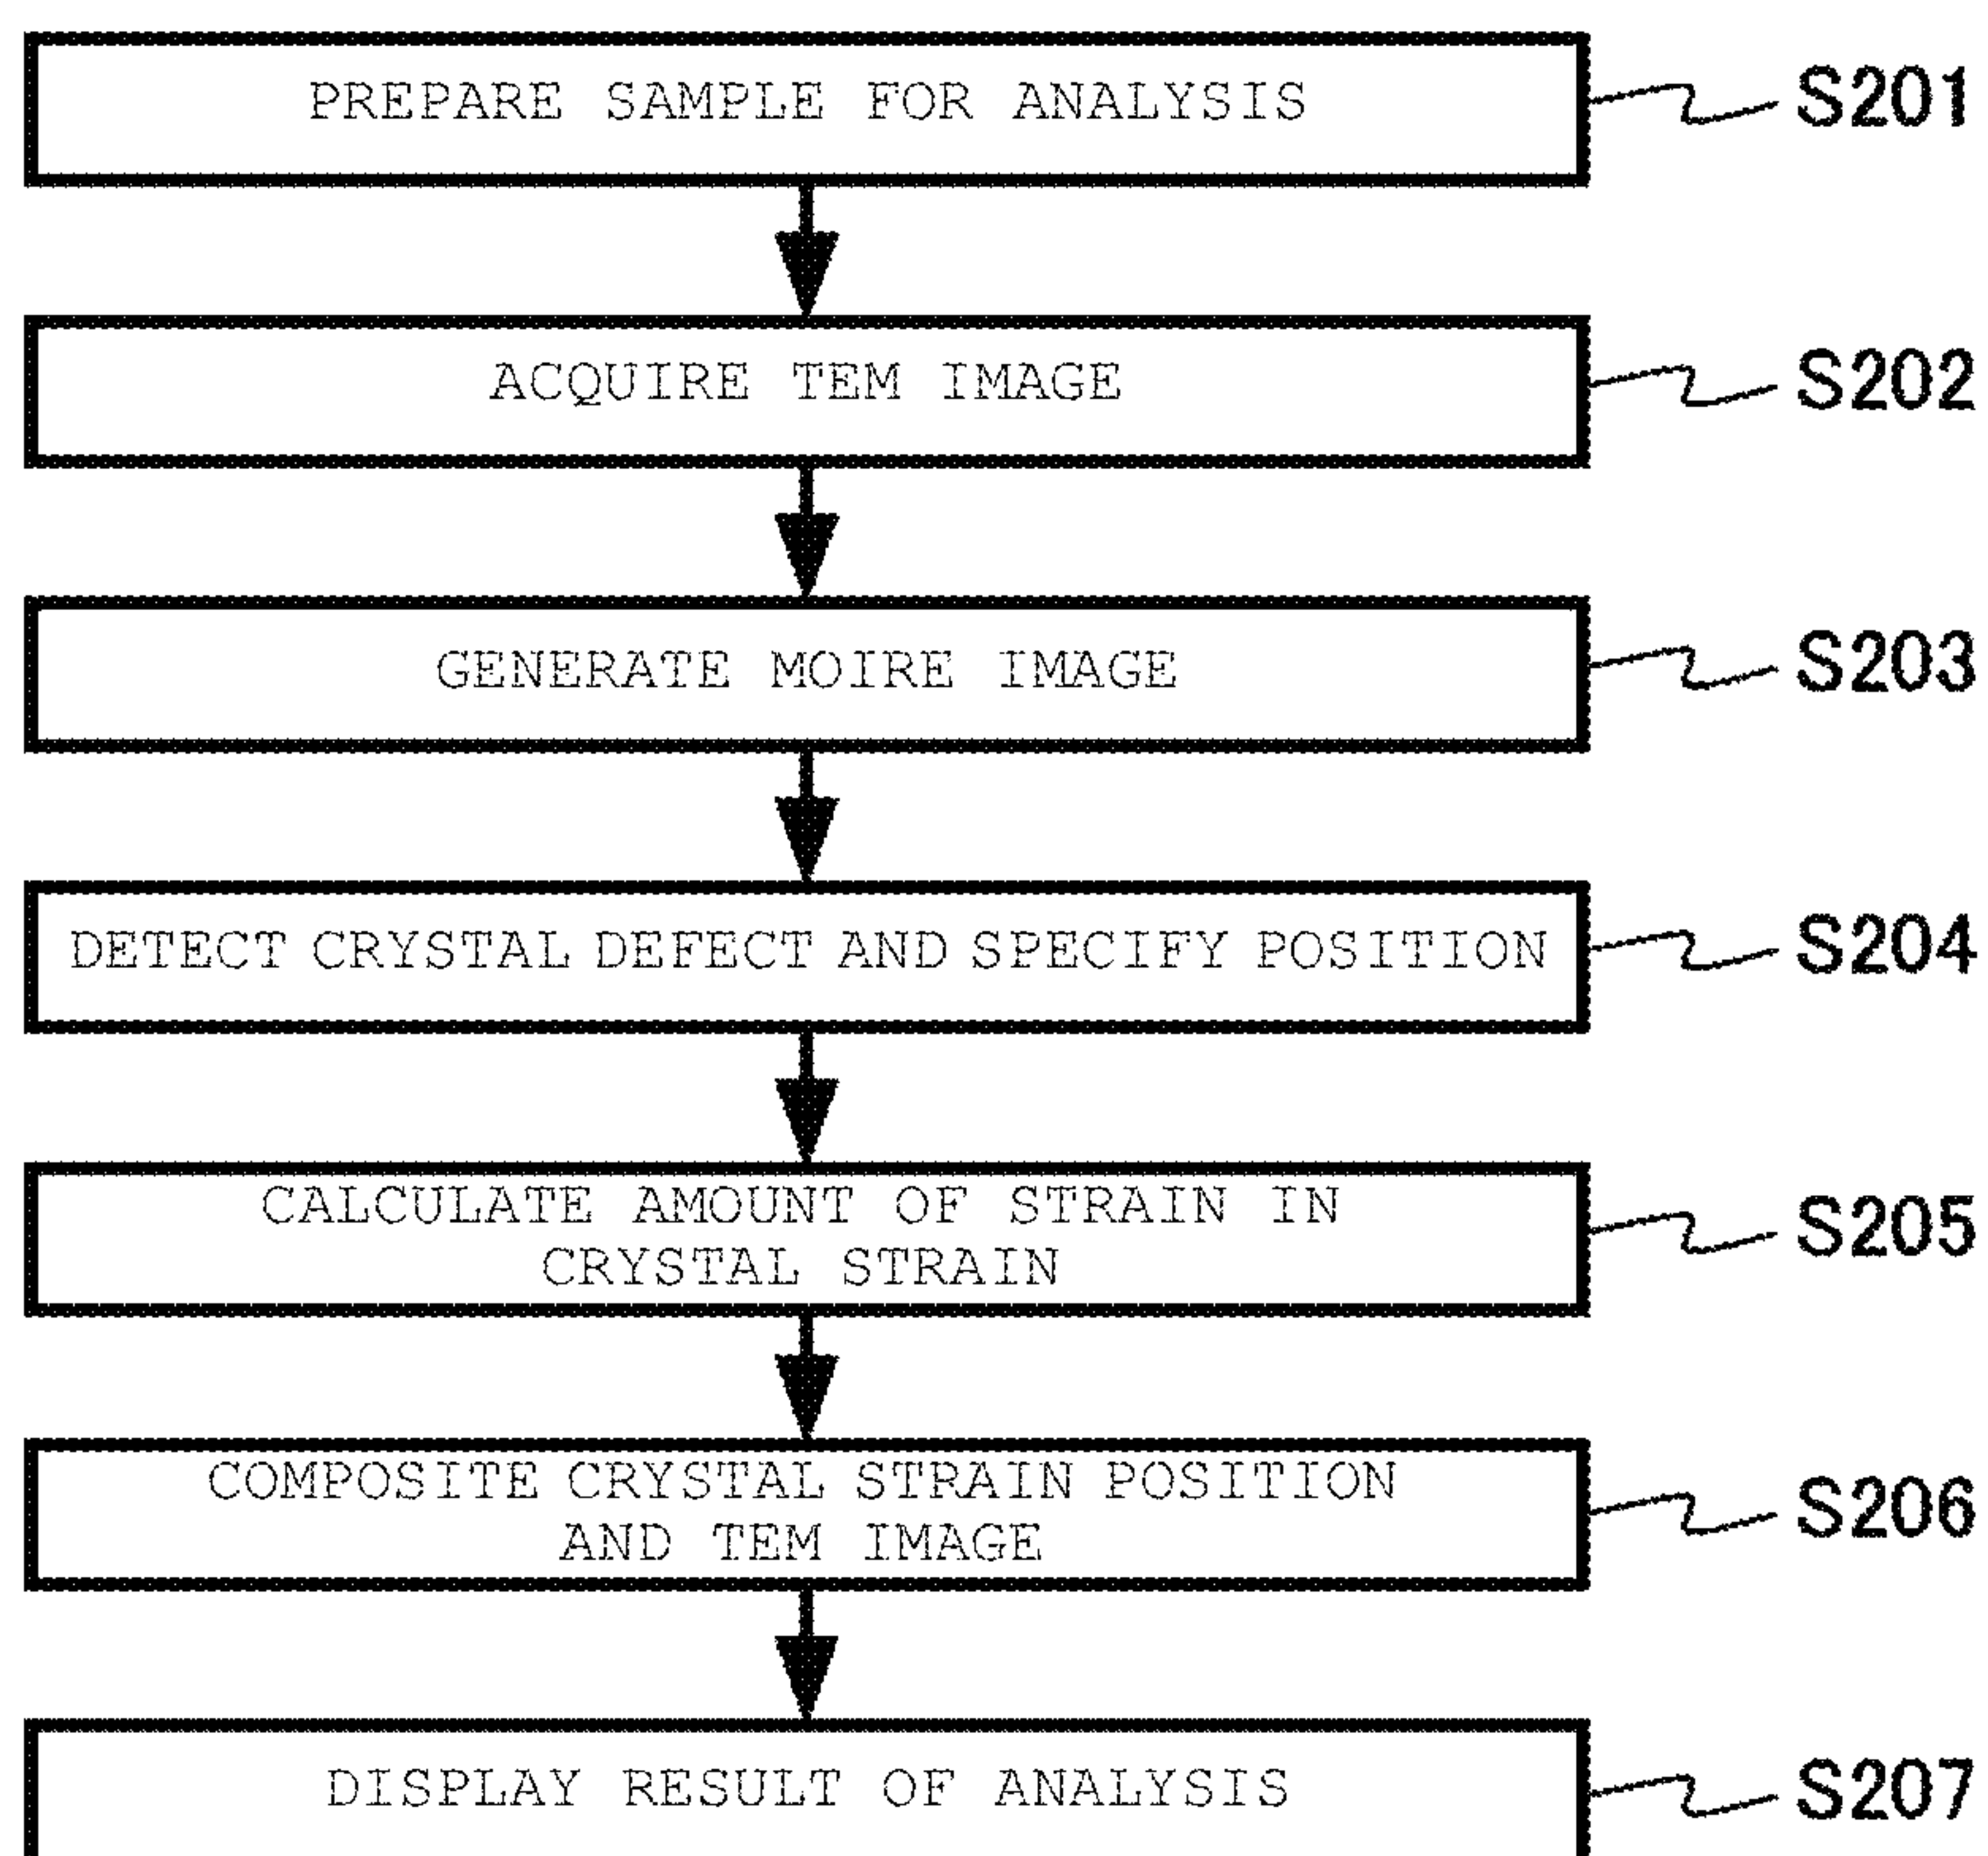 PREPARE SAMPLE FOR ANALYSIS
S201
ACQUIRE TEM IMAGE
S202
GENERATE MOIRE IMAGE
S203
DETECT CRYSTAL DEFECT AND SPECIFY POSITION
S204
CALCULATE AMOUNT OF STRAIN IN
CRYSTAL STRAIN
S205
COMPOSITE CRYSTAL STRAIN POSITION
AND TEM IMAGE
S206
DISPLAY RESULT OF ANALYSIS
S207